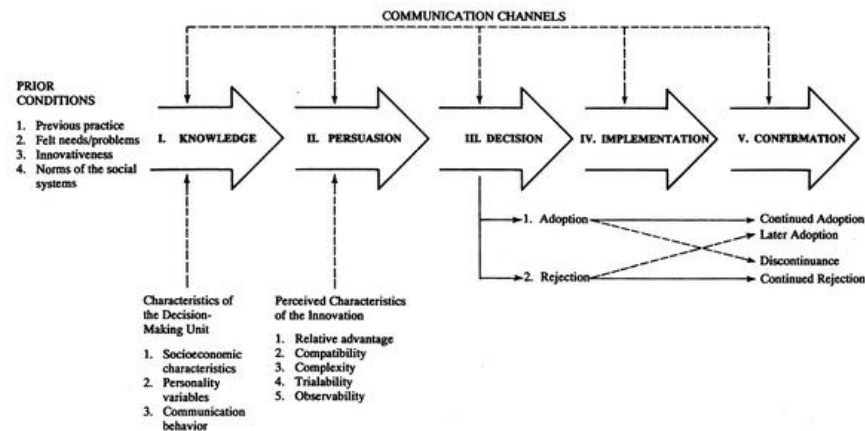 COMMUNICATION CHANNELS
PRIOR
CONDITIONS
1. Previous practice
2. Felt needs/problems
3. Innovativeness
4. Norms of the social
systems
I. KNOWLEDGE
II. PERSUASION
III. DECISION
IV. IMPLEMENTATION
V. CONFIRMATION
1. Adoption
2. Rejection
Continued Adoption
Later Adoption
Discontinuance
Continued Rejection
Characteristics of
the Decision-
Making Unit
1. Socioeconomic
characteristics
2. Personality
variables
3. Communication
behavior
Perceived Characteristics
of the Innovation
1. Relative advantage
2. Compatibility
3. Complexity
4. Trialability
5. Observability